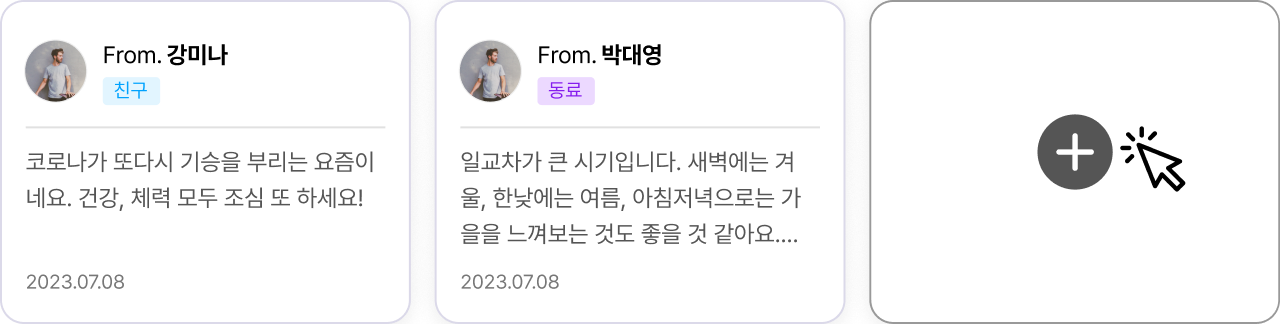 From. 강미나
친구
코로나가 또다시 기승을 부리는 요즘이
네요. 건강, 체력 모두 조심 또 하세요!
2023.07.08
From. 박대영
동료
일교차가 큰 시기입니다. 새벽에는 겨
울, 한낮에는 여름, 아침저녁으로는 가
을을 느껴보는 것도 좋을 것 같아요....
2023.07.08